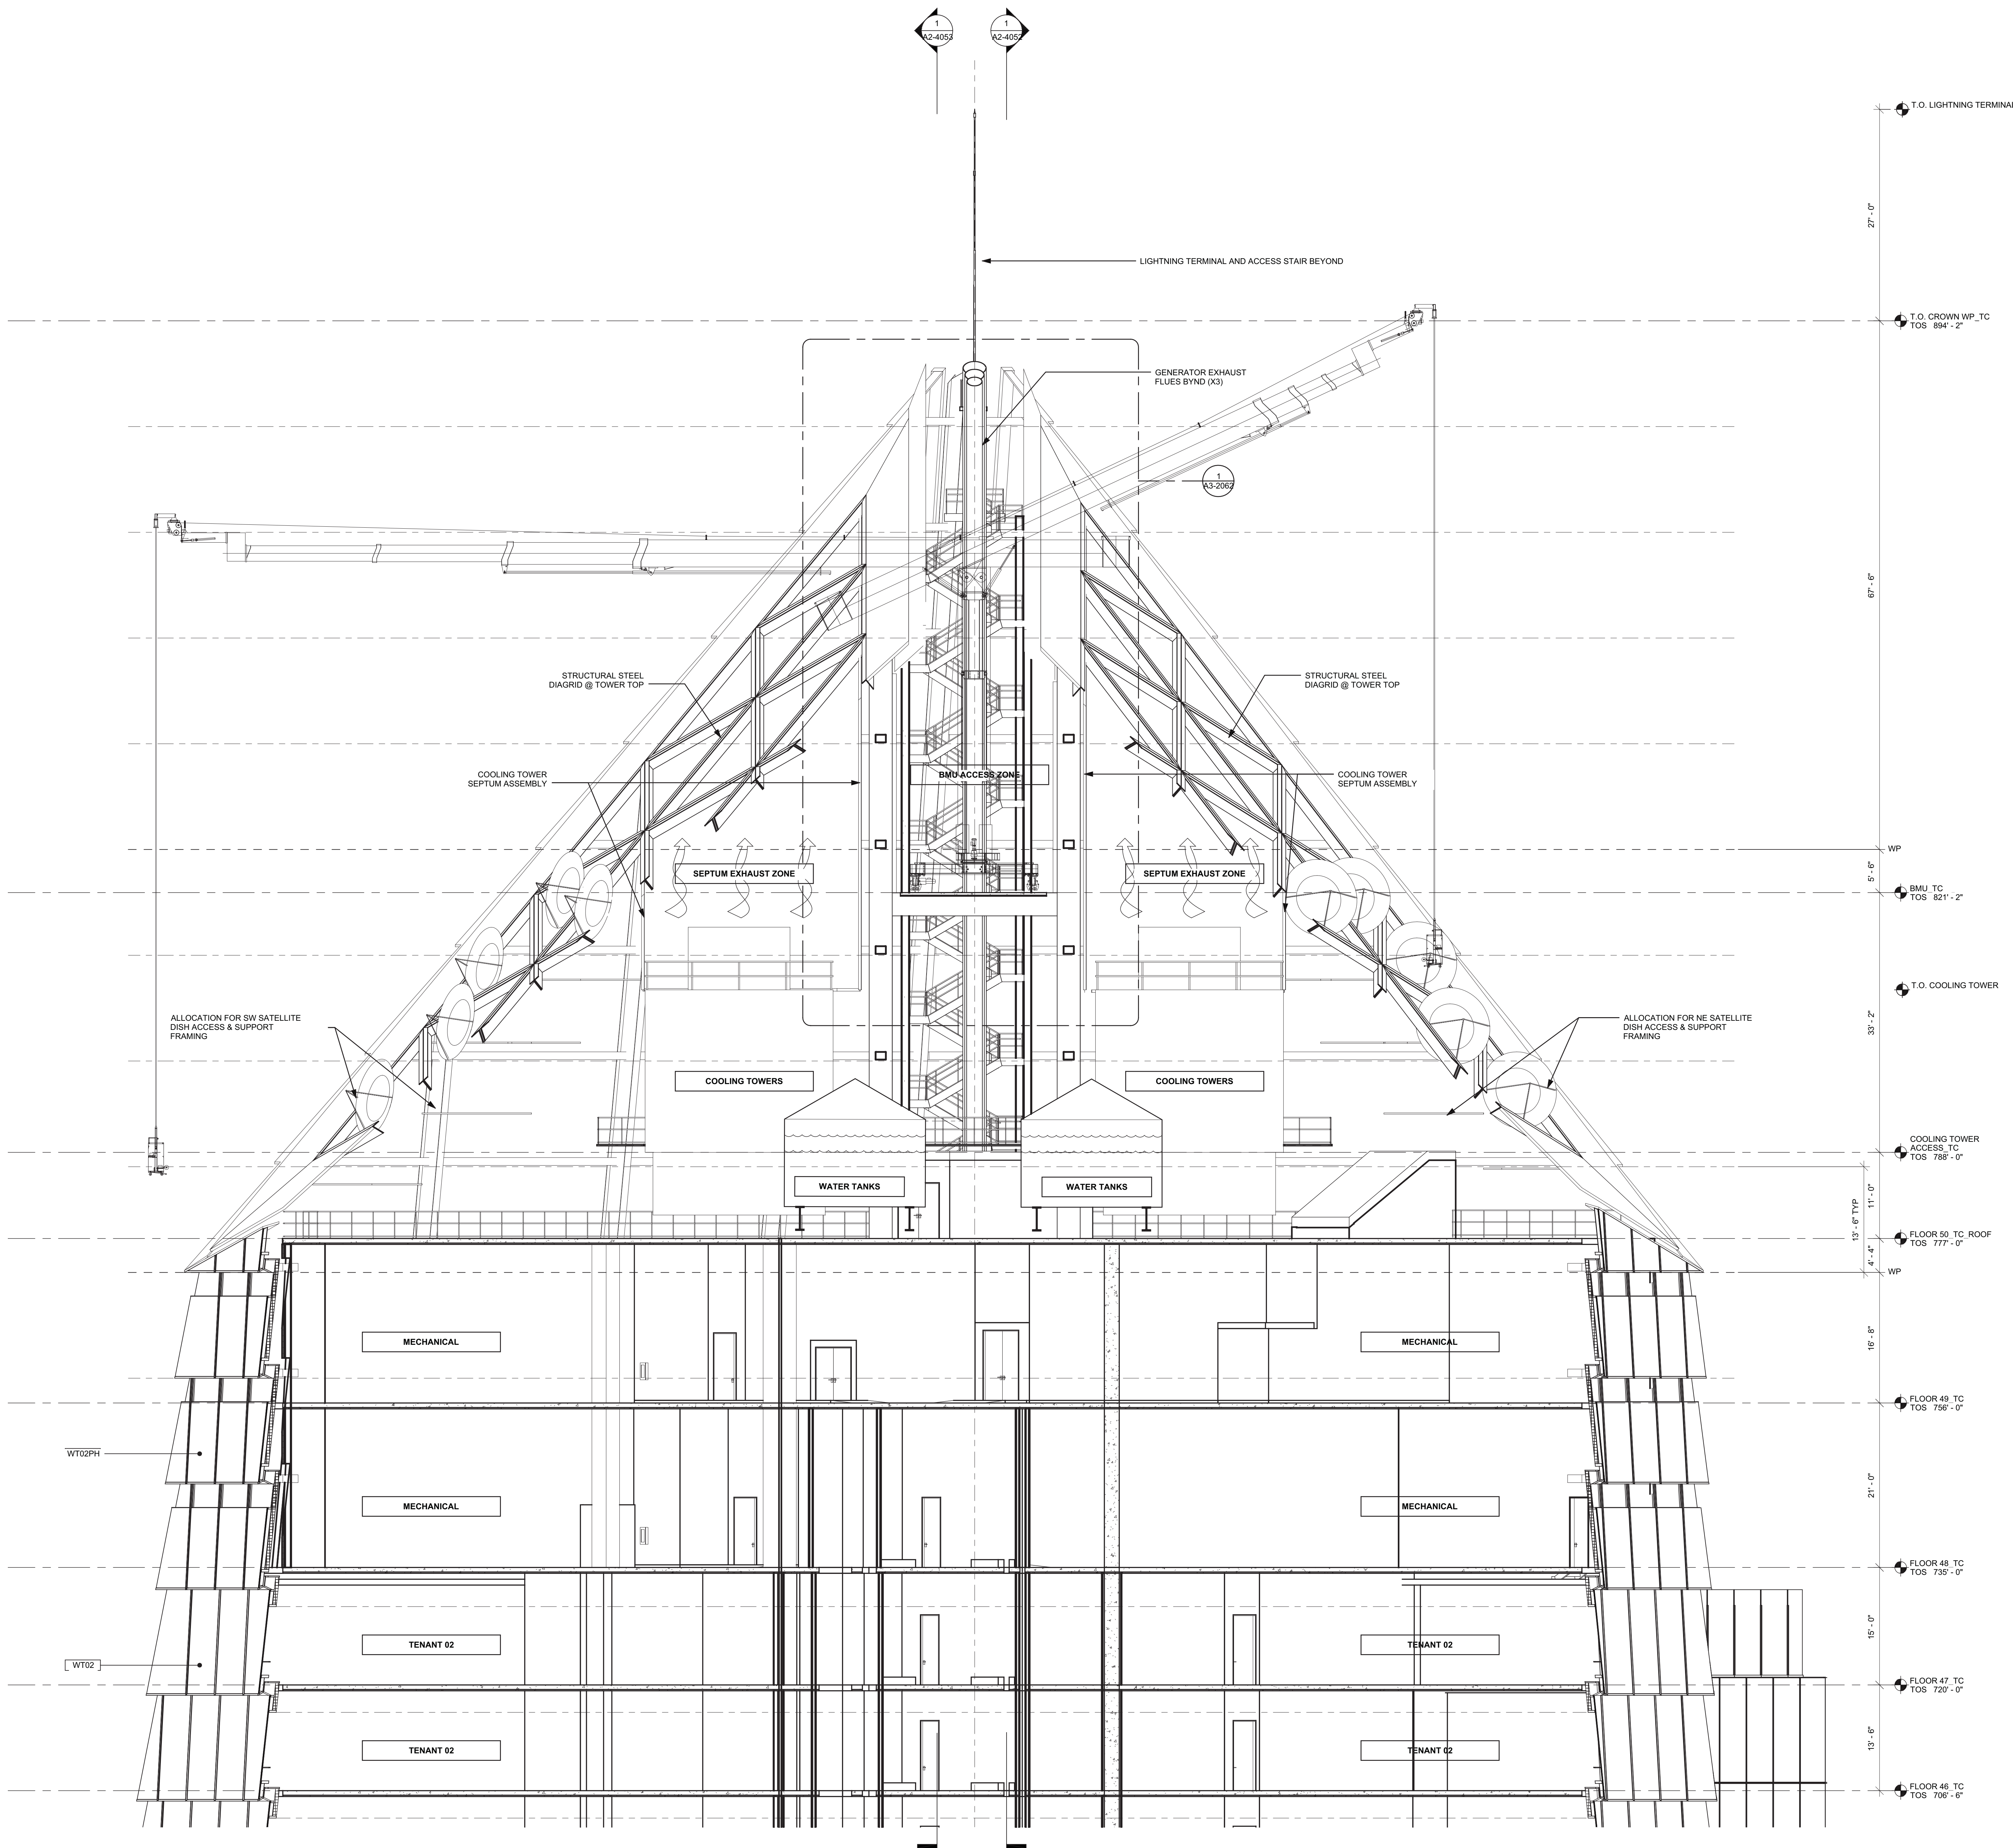 1
A2-4053
1
A2-4052
T.O. LIGHTNING TERMINAL
27' - 0"
LIGHTNING TERMINAL AND ACCESS STAIR BEYOND
T.O. CROWN WP_TC
TOS 894' - 2"
GENERATOR EXHAUST
FLUES BYND (X3)
1
A3-2062
67' - 6"
STRUCTURAL STEEL
DIAGRID @ TOWER TOP
STRUCTURAL STEEL
DIAGRID @ TOWER TOP
COOLING TOWER
SEPTUM ASSEMBLY
BMU ACCESS ZONE
COOLING TOWER
SEPTUM ASSEMBLY
WP
SEPTUM EXHAUST ZONE
SEPTUM EXHAUST ZONE
5' - 6"
BMU_TC
TOS 821' - 2"
T.O. COOLING TOWER
ALLOCATION FOR SW SATELLITE
DISH ACCESS & SUPPORT
FRAMING
ALLOCATION FOR NE SATELLITE
DISH ACCESS & SUPPORT
FRAMING
33' - 2"
COOLING TOWERS
COOLING TOWERS
COOLING TOWER
ACCESS_TC
TOS 788' - 0"
WATER TANKS
WATER TANKS
13' - 6" TYP
11' - 0"
FLOOR 50_TC_ROOF
TOS 777' - 0"
4' - 4"
WP
MECHANICAL
MECHANICAL
16' - 8"
FLOOR 49_TC
TOS 756' - 0"
WT02PH
MECHANICAL
MECHANICAL
21' - 0"
FLOOR 48_TC
TOS 735' - 0"
TENANT 02
TENANT 02
15' - 0"
WT02
FLOOR 47_TC
TOS 720' - 0"
TENANT 02
TENANT 02
13' - 6"
FLOOR 46_TC
TOS 706' - 6"